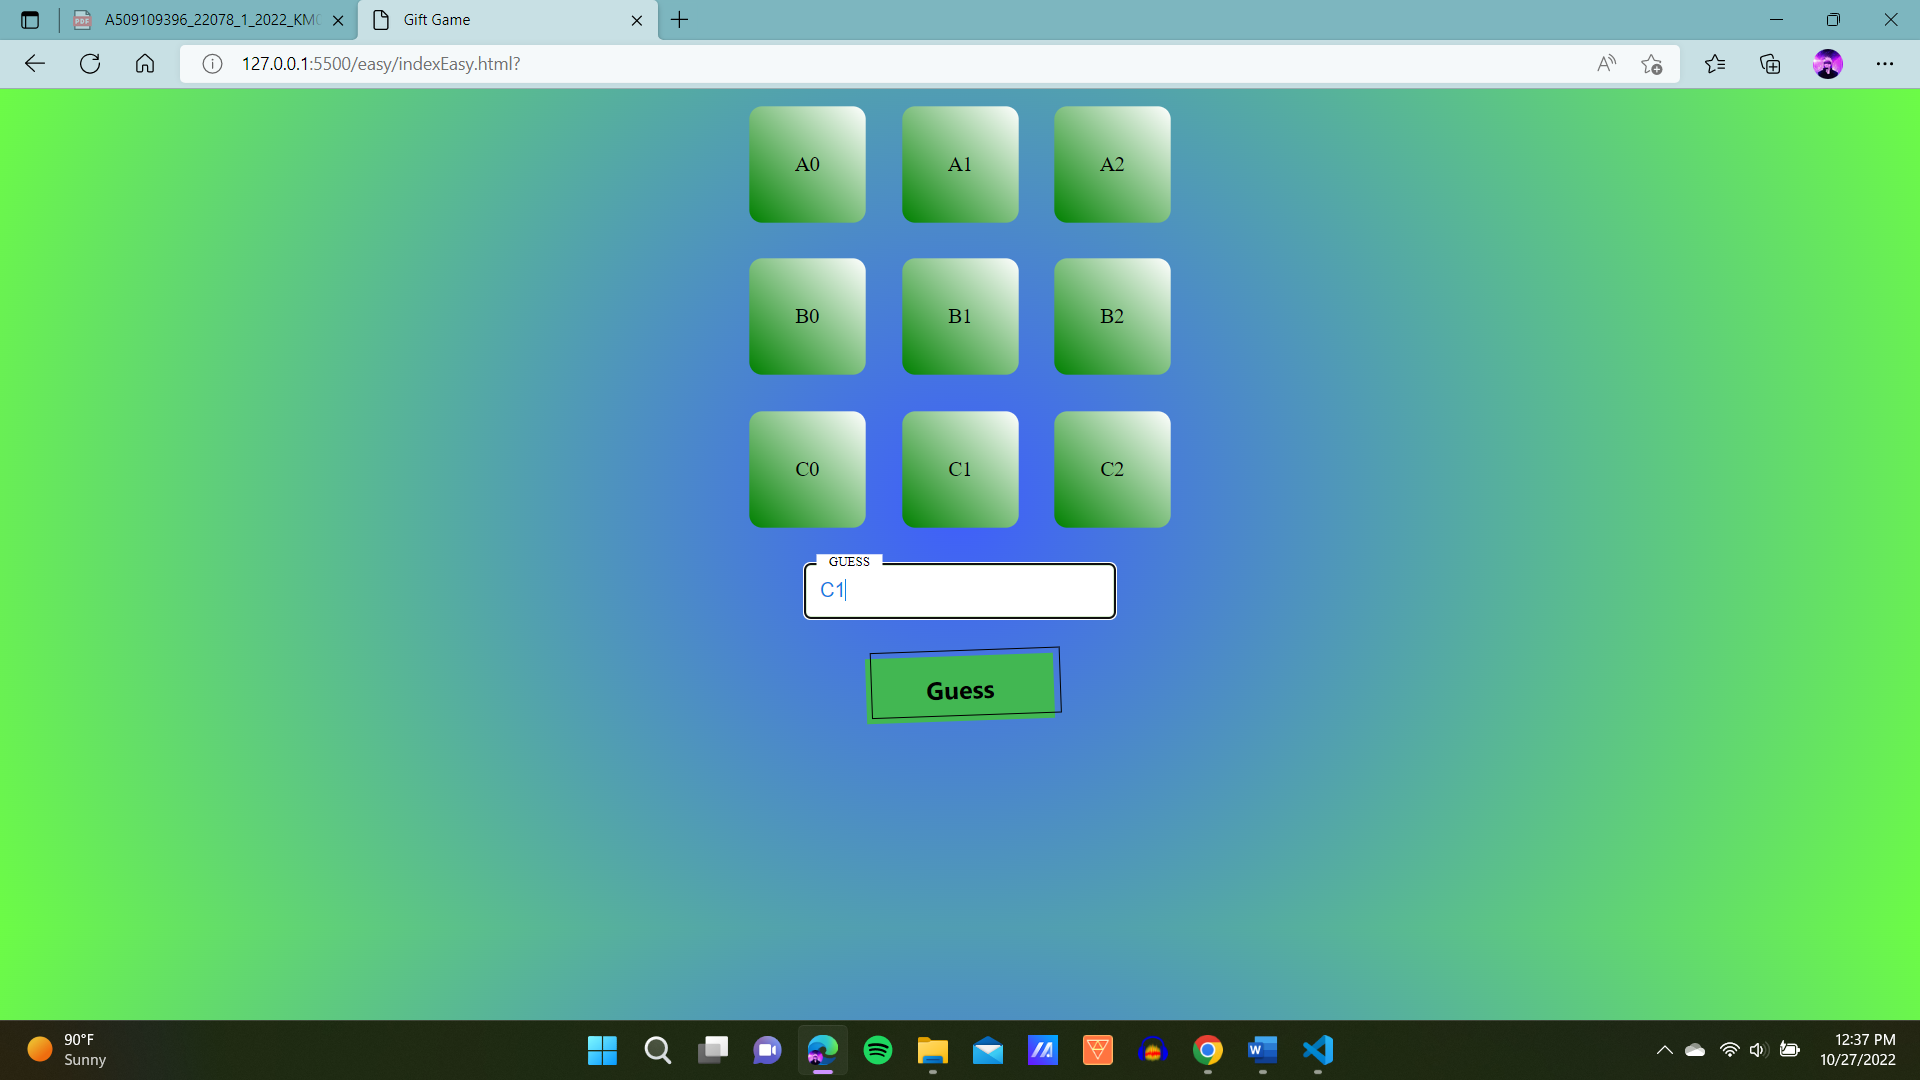 A509109396_22078_1_2022_KM
Gift Game
127.0.0.1:5500/easy/indexEasy.html?
A0 A1 A2
B0 B1 B2
C0 C1 C2
GUESS
C1
Guess
90°F
Sunny
12:37 PM
10/27/2022